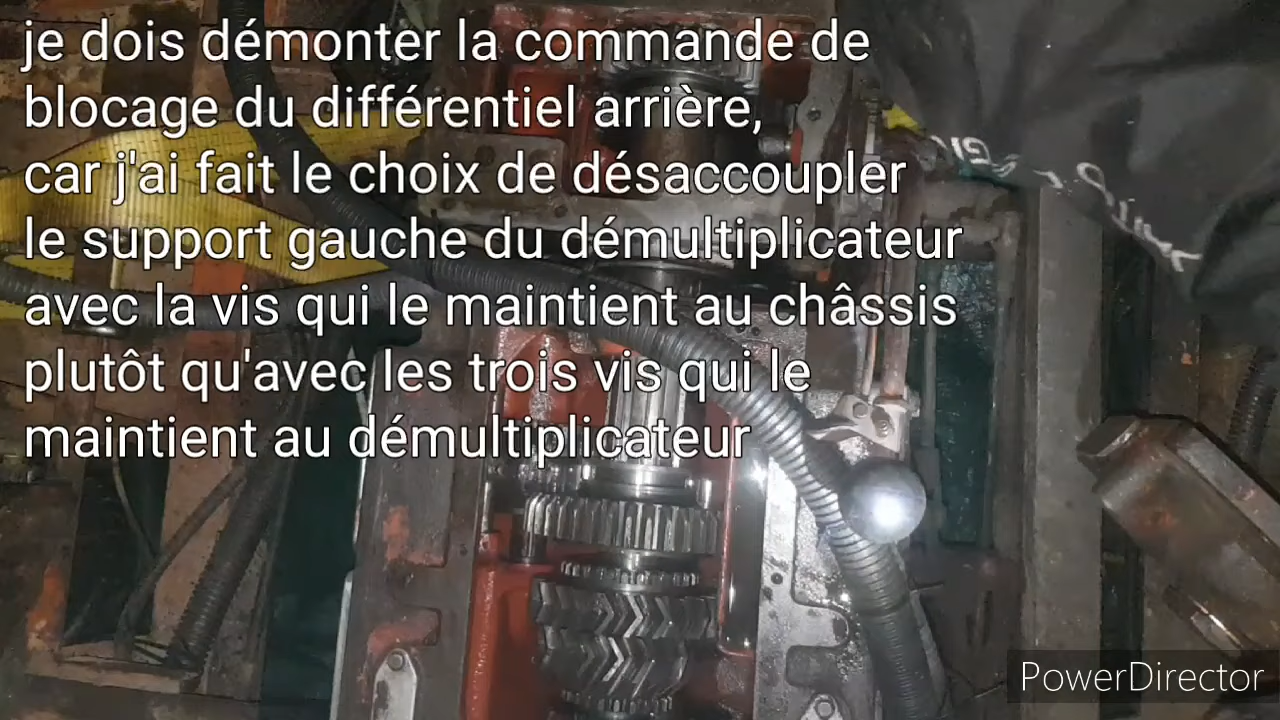 je dois démonter la commande de
blocage du différentiel arrière,
car j'ai fait le choix de désaccoupler
le support gauche du démultiplicateur
avec la vis qui le maintient au châssis
plutôt qu'avec les trois vis qui le
maintient au démultiplicateur
PowerDirector